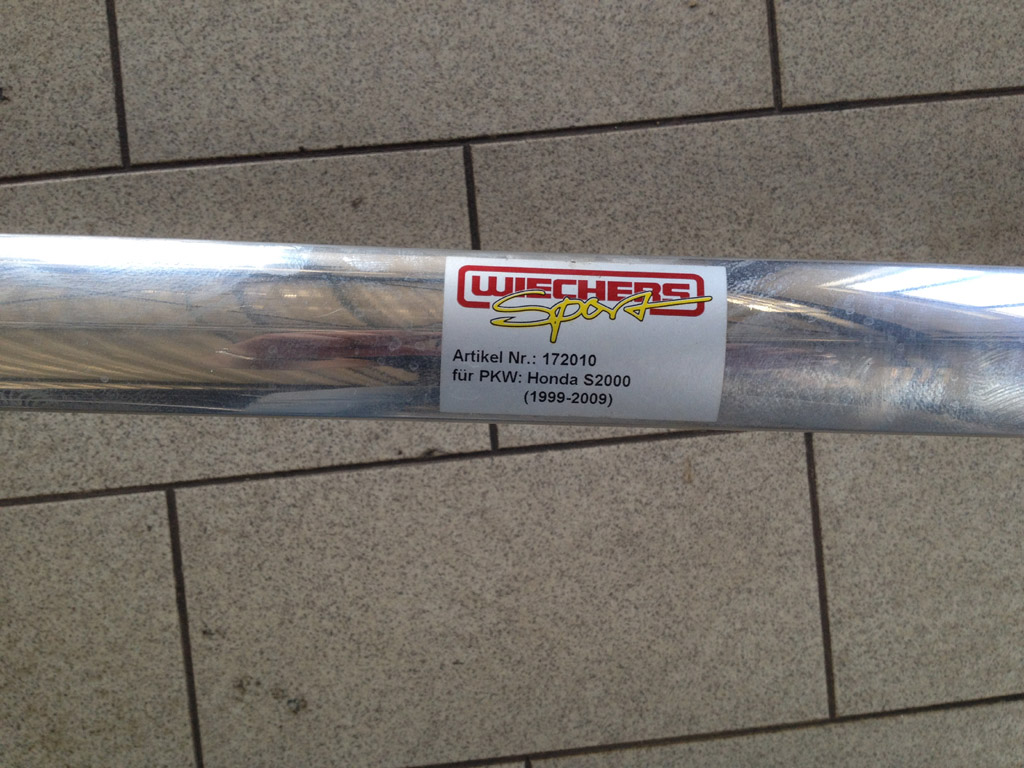 WIECHERS
Sport
Artikel Nr.: 172010
für PKW: Honda S2000
(1999-2009)